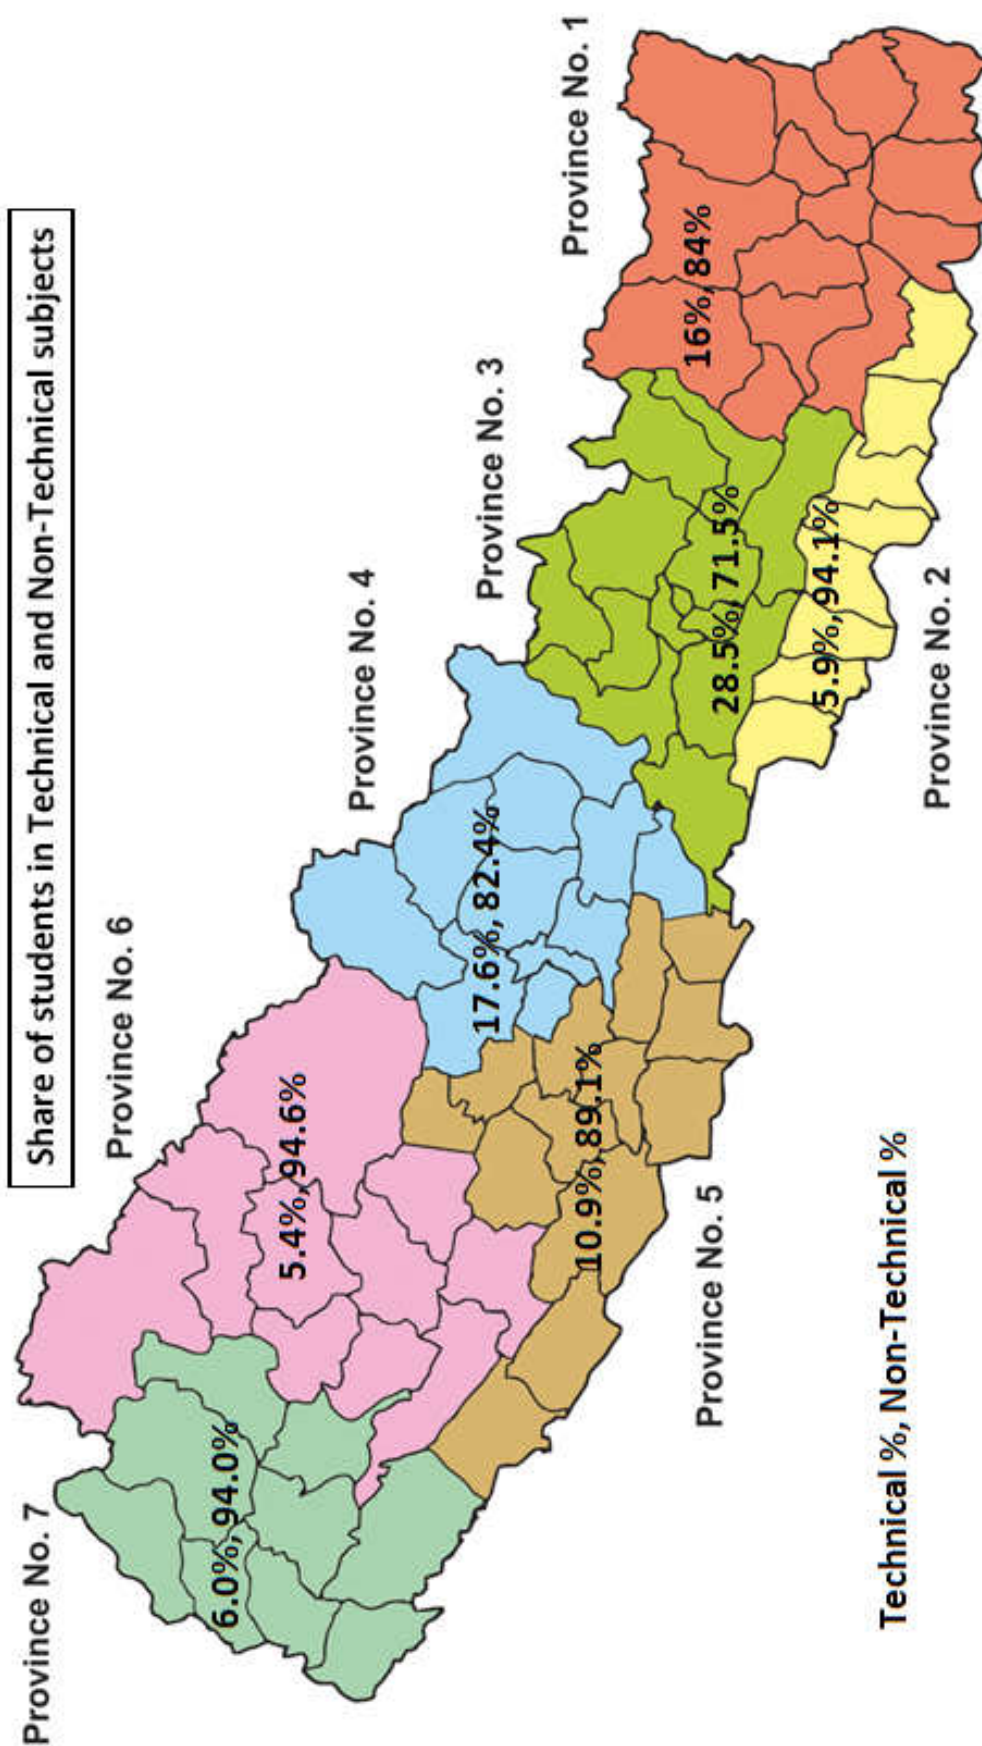 Share of students in Technical and Non-Technical subjects
Province No. 7
Province No. 6
Province No. 4
Province No. 3
Province No. 1
6.0%, 94.0%
5.4%, 94.6%
17.6%, 82.4%
16%, 84%
28.5%, 71.5%
10.9%, 89.1%
5.9%, 94.1%
Province No. 5
Province No. 2
Technical %, Non-Technical %